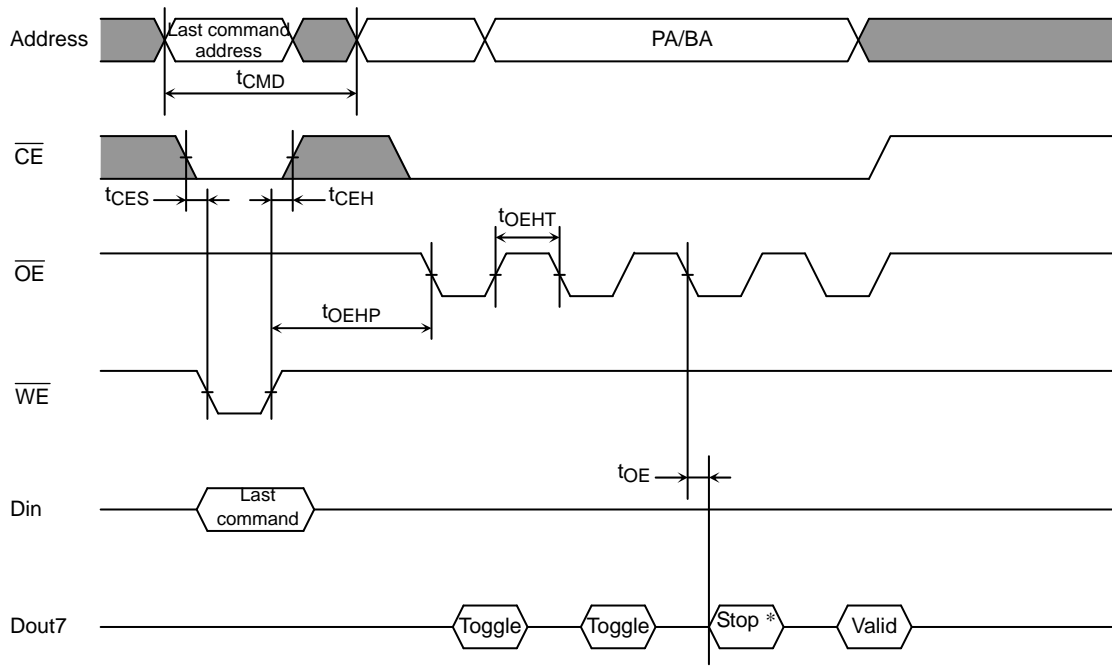 Address
Last command
address
PA/BA
tCMD
CE
tCES
tCEH
tOEHT
OE
tOEHP
WE
tOE
Din
Last
command
Dout7
Toggle
Toggle
Stop *
Valid